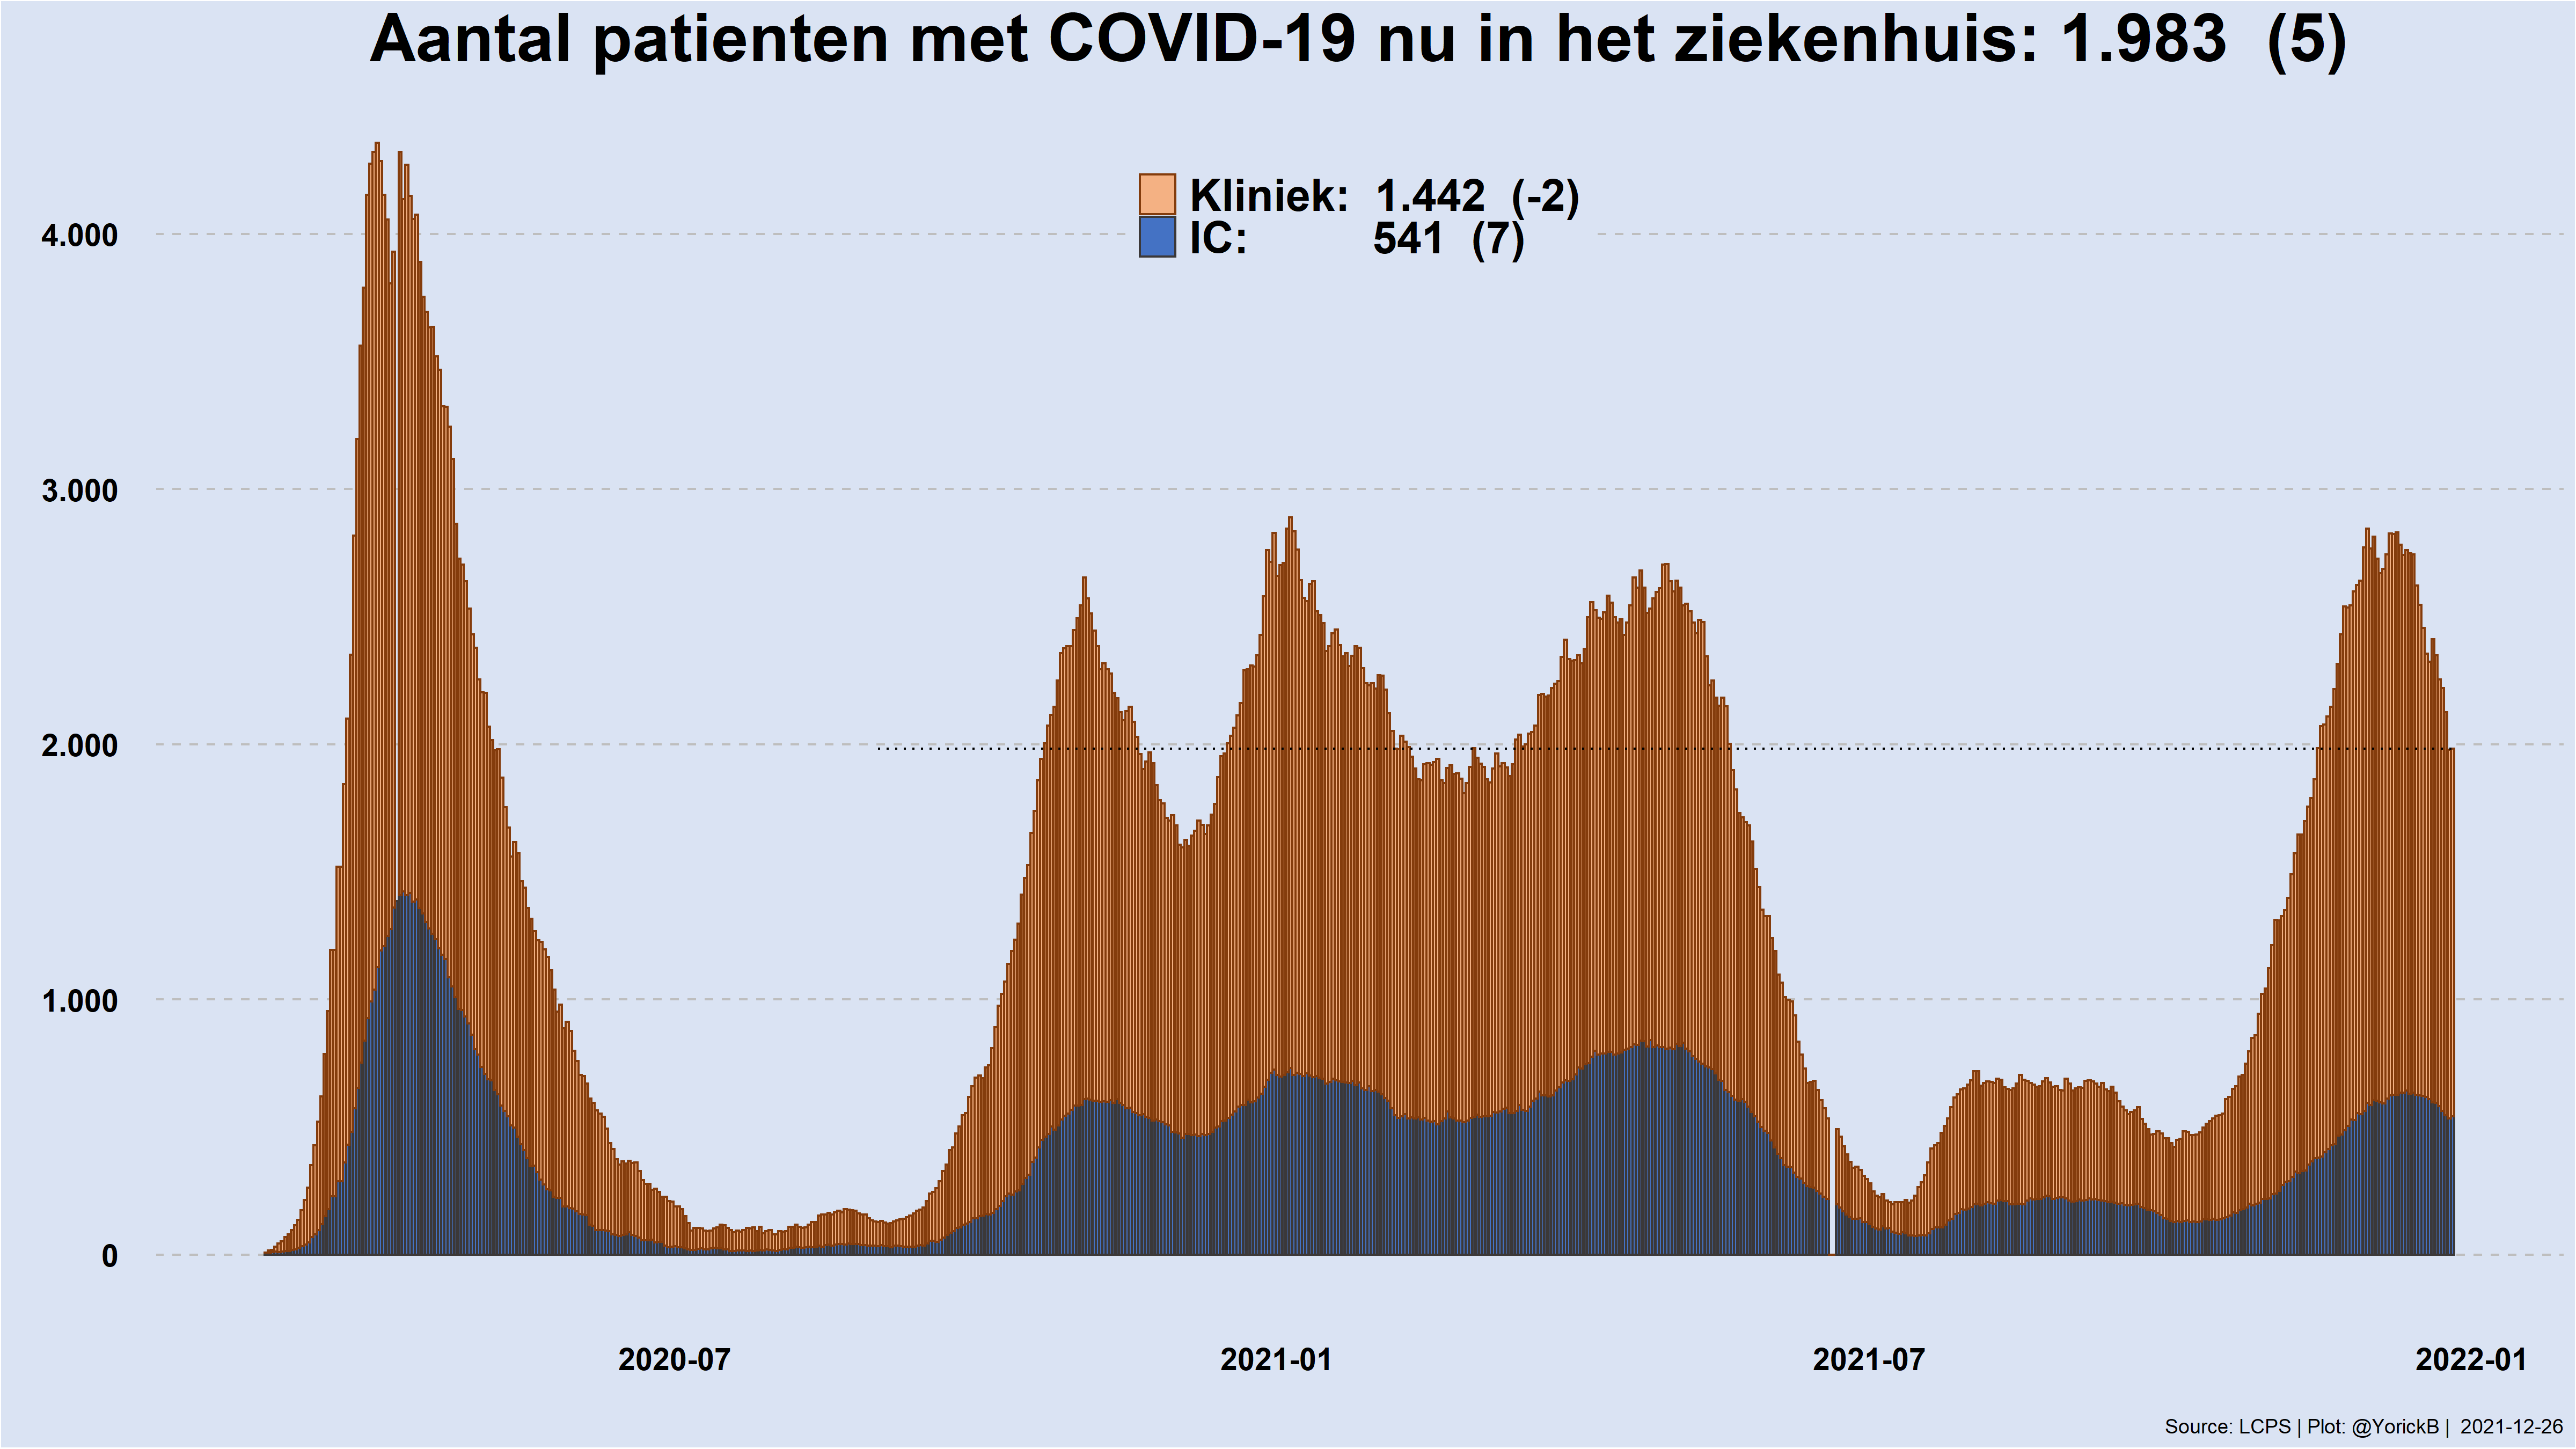 Aantal patienten met COVID-19 nu in het ziekenhuis: 1.983 (5)
Kliniek: 1.442 (-2)
IC: 541 (7)
4.000
3.000
2.000
1.000
0
2020-07 2021-01 2021-07 2022-01
Source: LCPS | Plot: @YorickB | 2021-12-26